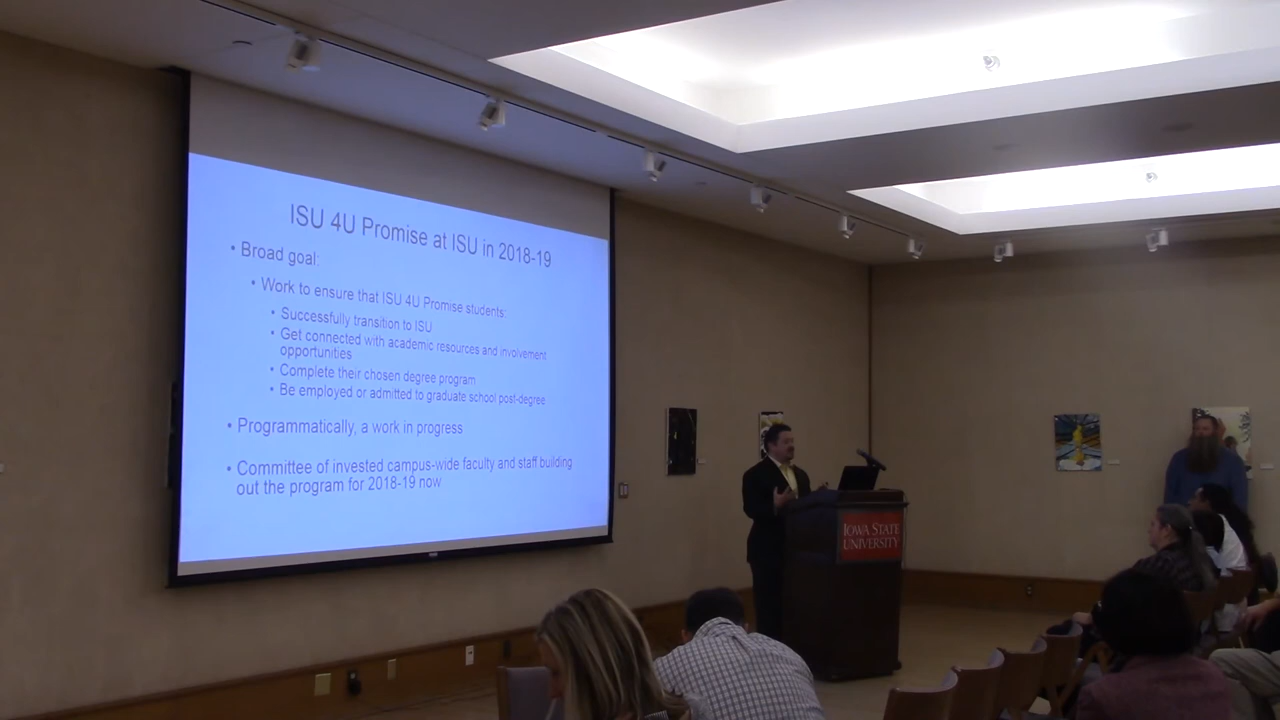 ISU 4U Promise at ISU in 2018-19
• Broad goal:
• Work to ensure that ISU 4U Promise students:
• Successfully transition to ISU
• Get connected with academic resources and involvement
opportunities
• Complete their chosen degree program
• Be employed or admitted to graduate school post-degree
• Programmatically, a work in progress
• Committee of invested campus-wide faculty and staff building
out the program for 2018-19 now
IOWA STATE
UNIVERSITY